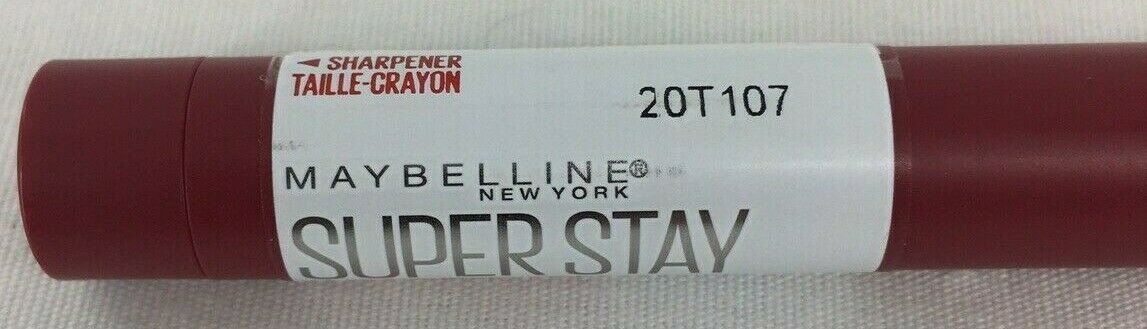 ◄ SHARPENER
TAILLE-CRAYON
20T107
MAYBELLINE®
NEW YORK
SUPER STAY